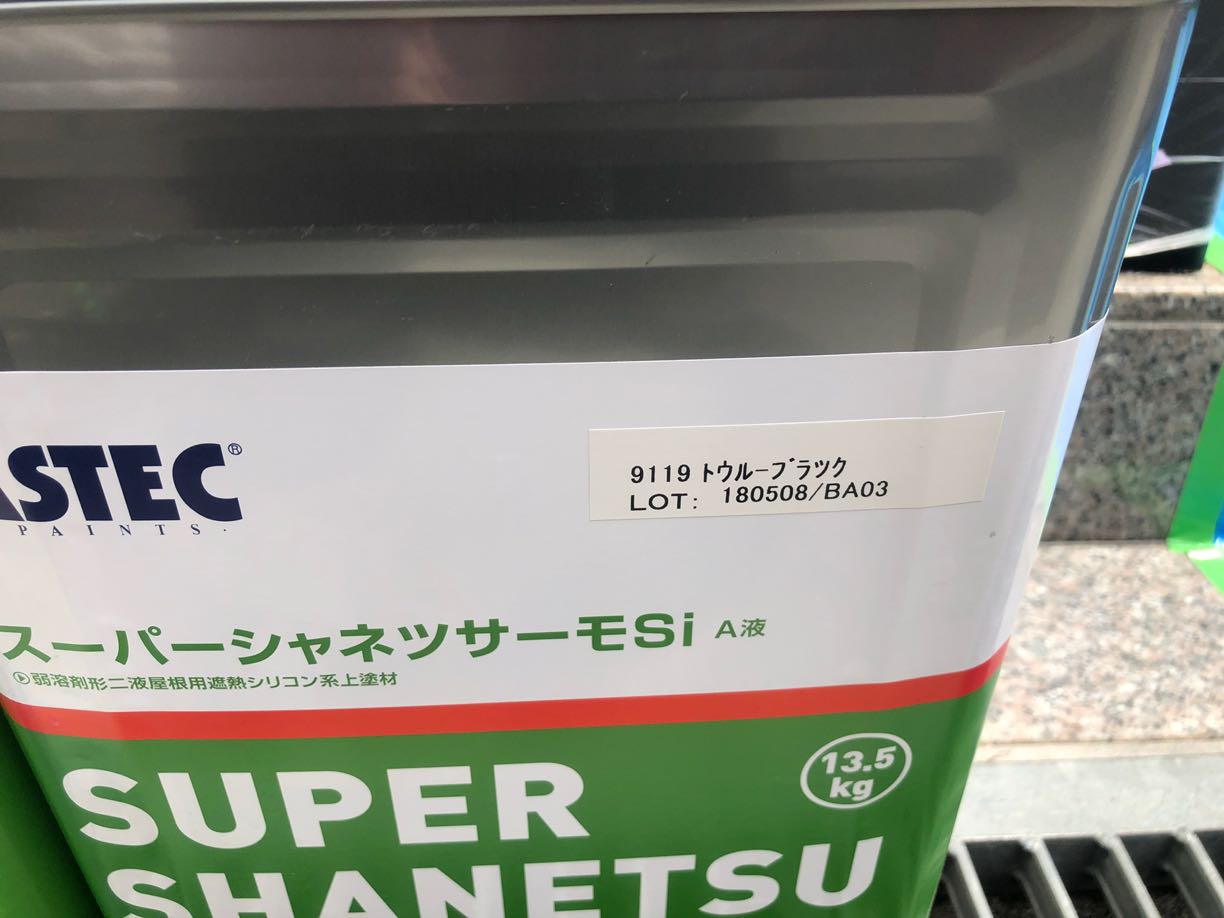 ASTEC®
PAINTS.
9119 トウルーブラツク
LOT: 180508/BA03
スーパーシャネツサーモSi A液
弱溶剤形二液屋根用遮熱シリコン系上塗材
13.5
kg
SUPER
SHANETSU